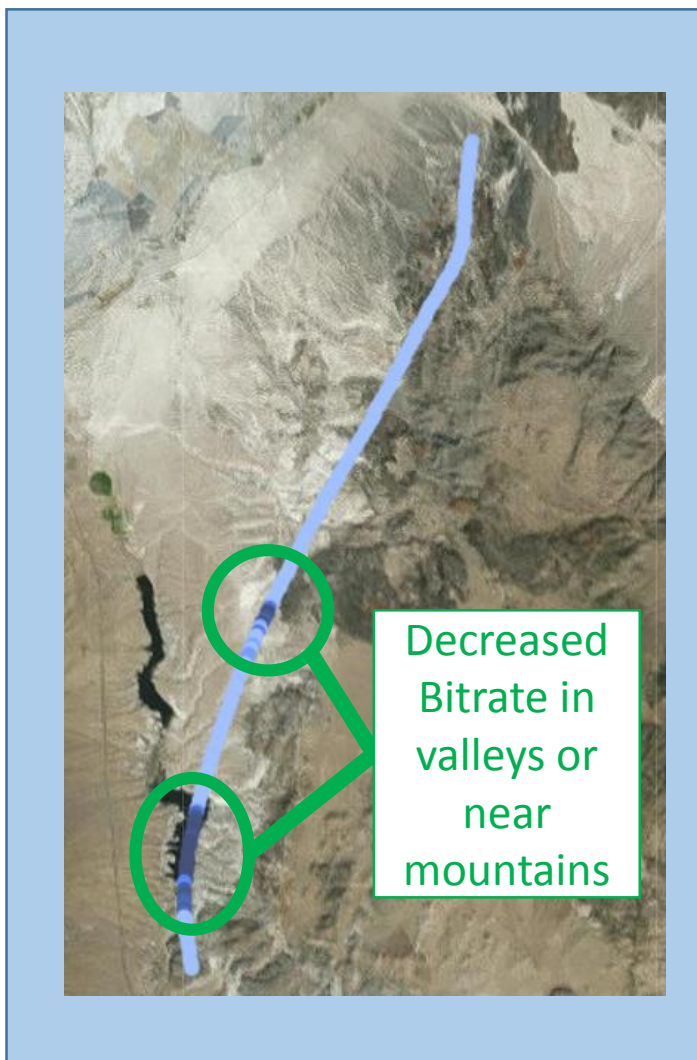 Decreased
Bitrate in
valleys or
near
mountains